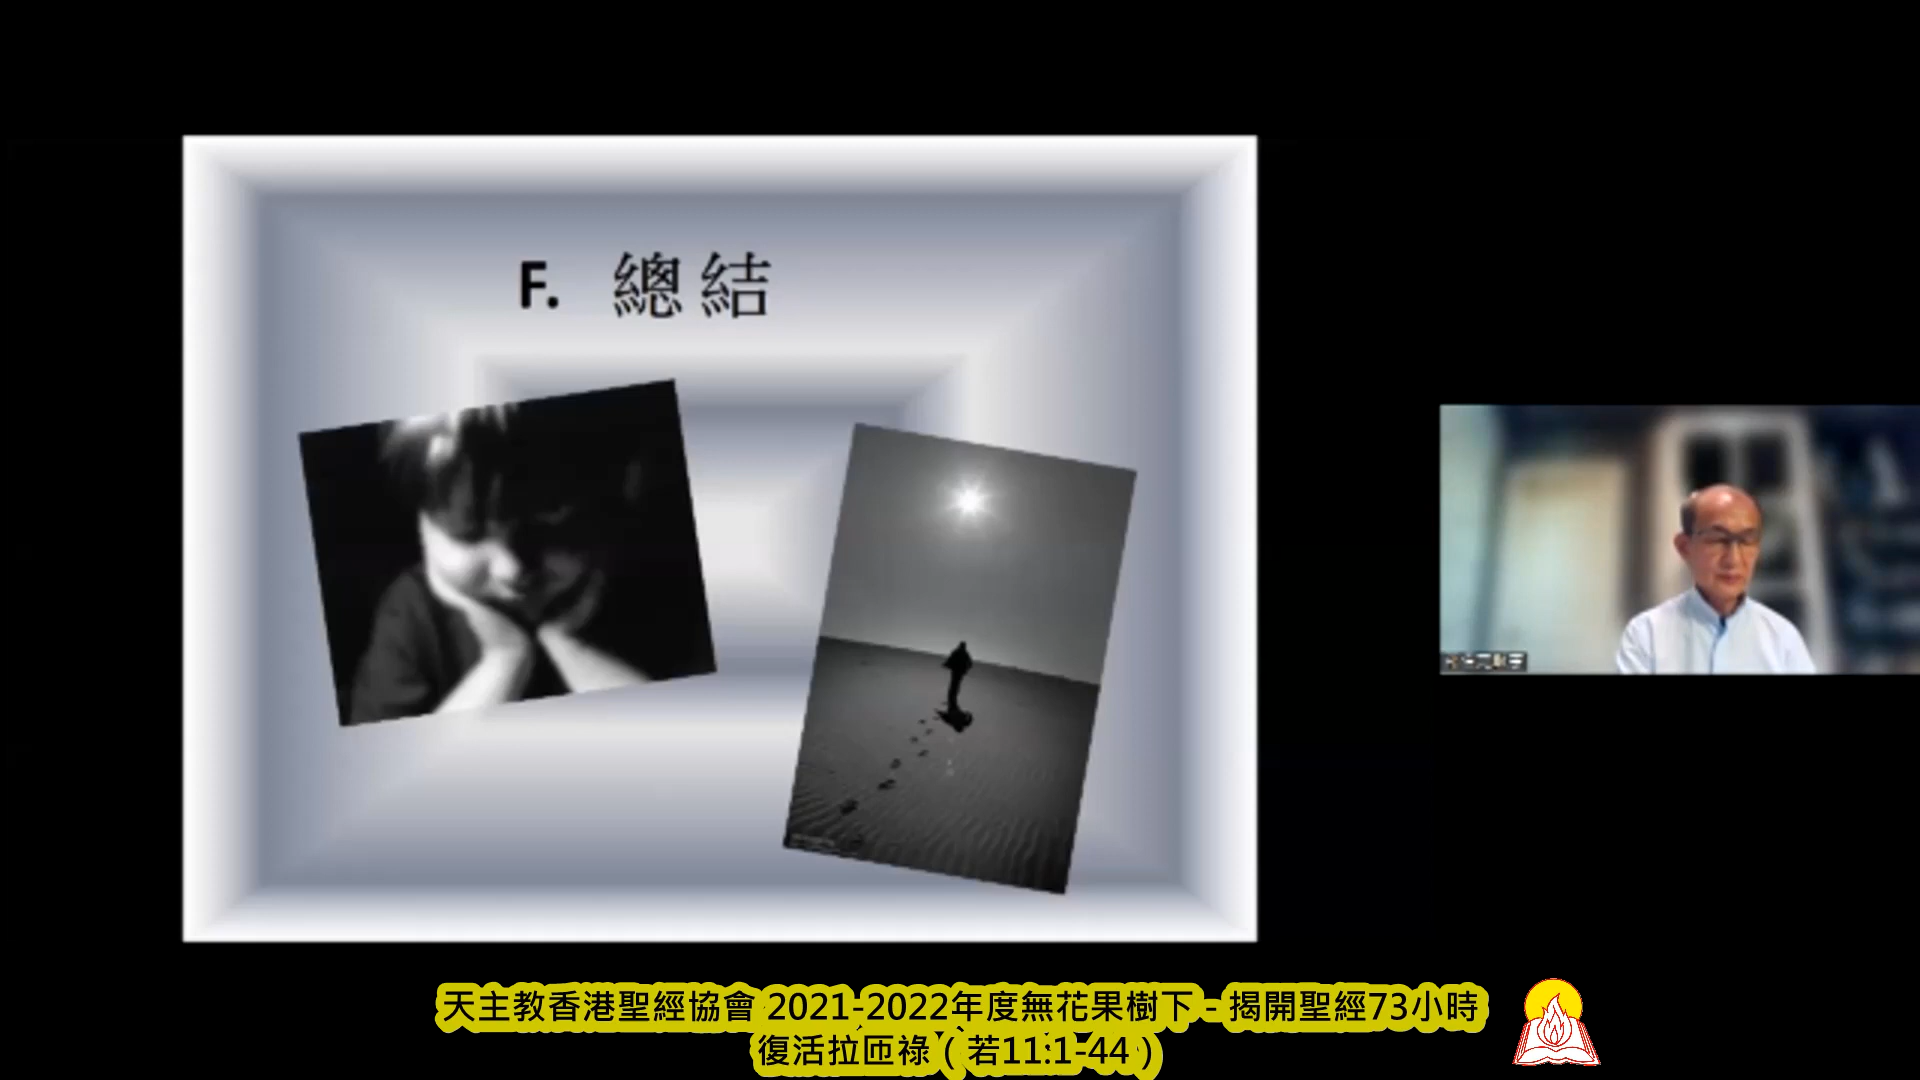 F. 總結
天主教香港聖經協會 2021-2022年度無花果樹下 - 揭開聖經73小時
復活拉匝祿（若11:1-44）